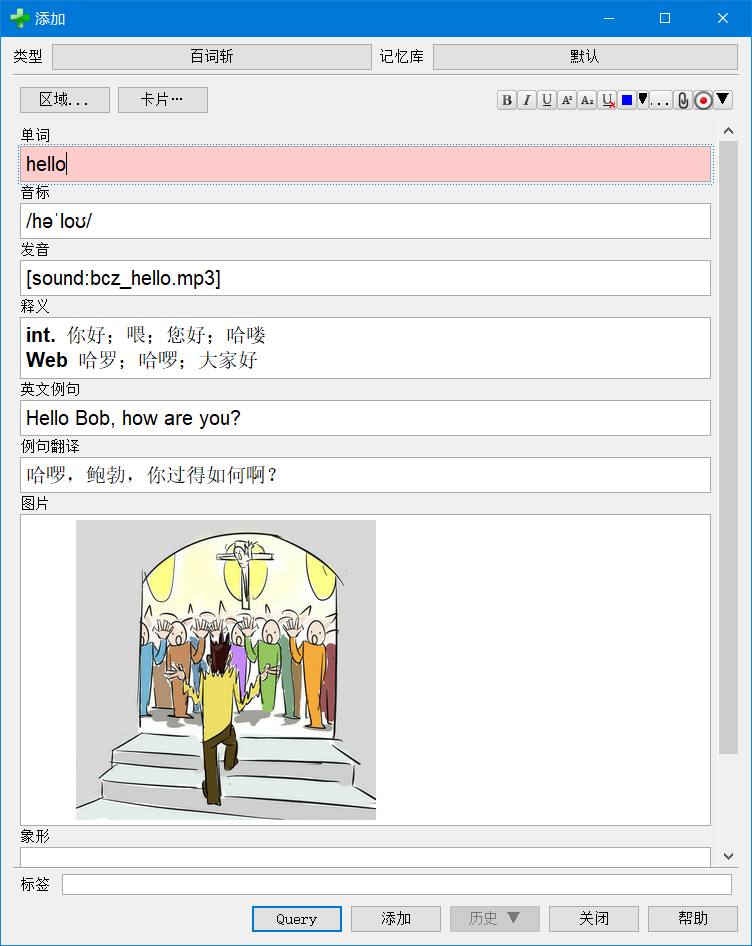 添加
类型 百词斩 记忆库 默认
区域... 卡片… B I U A² A₂ U ...
单词
hello
音标
/həˈloʊ/
发音
[sound:bcz_hello.mp3]
释义
int. 你好；喂；您好；哈喽
Web 哈罗；哈啰；大家好
英文例句
Hello Bob, how are you?
例句翻译
哈啰，鲍勃，你过得如何啊？
图片
象形
标签
Query 添加 历史 ▼ 关闭 帮助